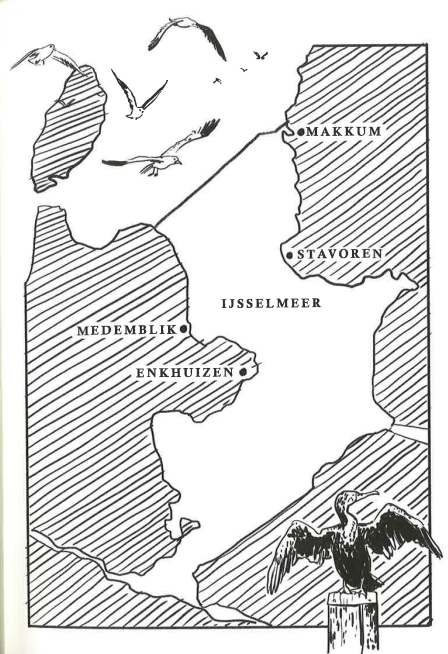 MAKKUM
STAVOREN
IJSSELMEER
MEDEMBLIK
ENKHUIZEN